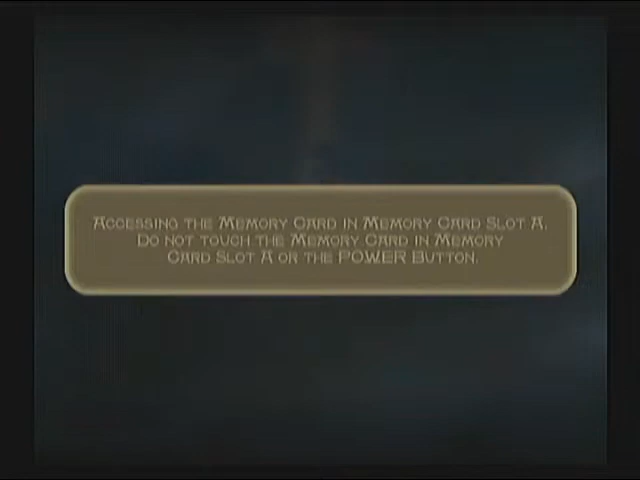 Accessing the Memory Card in Memory Card Slot A.
Do not touch the Memory Card in Memory
Card Slot A or the POWER Button.